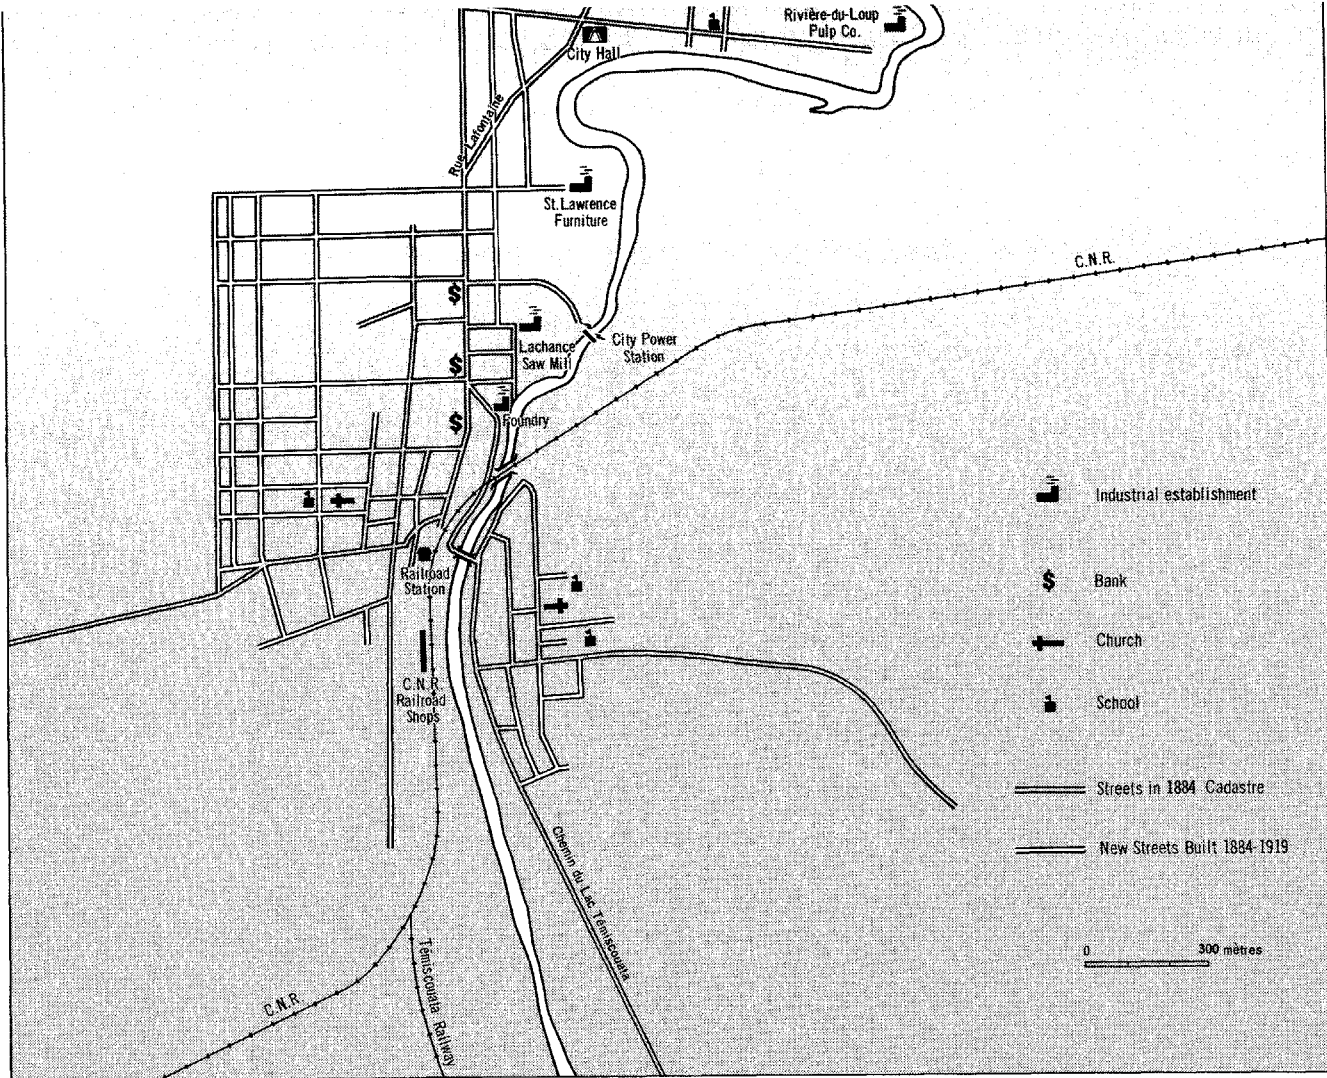 Rivière-du-Loup
Pulp Co.
City Hall
Rue Lafontaine
St. Lawrence
Furniture
C.N.R.
$
Lachance
Saw Mill
City Power
Station
$
Foundry
$
Railroad
Station
C.N.R.
Railroad
Shops
Chemin du Lac Témiscouata
Témiscouata Railway
C.N.R
Industrial establishment
$ Bank
Church
School
Streets in 1884 Cadastre
New Streets Built 1884-1919
0 300 mètres